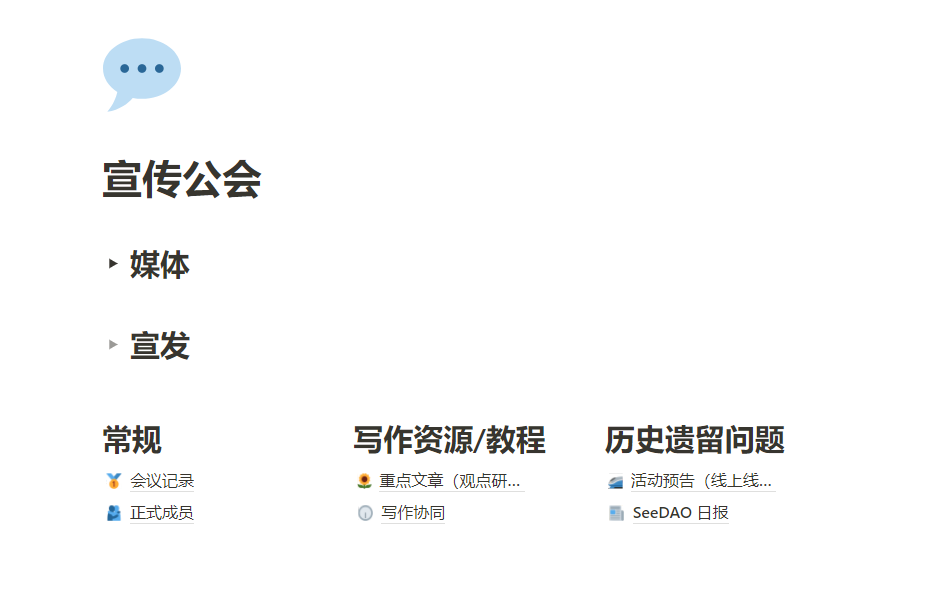 宣传公会
媒体
宣发
常规
会议记录
正式成员
写作资源/教程
重点文章（观点研...
写作协同
历史遗留问题
活动预告（线上线...
SeeDAO 日报